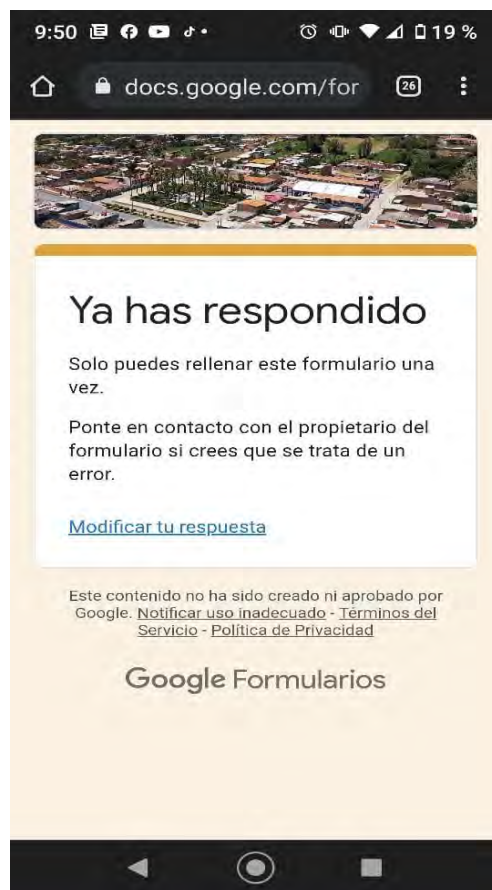 9:50 19 %
docs.google.com/for 26
Ya has respondido
Solo puedes rellenar este formulario una
vez.
Ponte en contacto con el propietario del
formulario si crees que se trata de un
error.
Modificar tu respuesta
Este contenido no ha sido creado ni aprobado por
Google. Notificar uso inadecuado - Términos del
Servicio - Política de Privacidad
Google Formularios